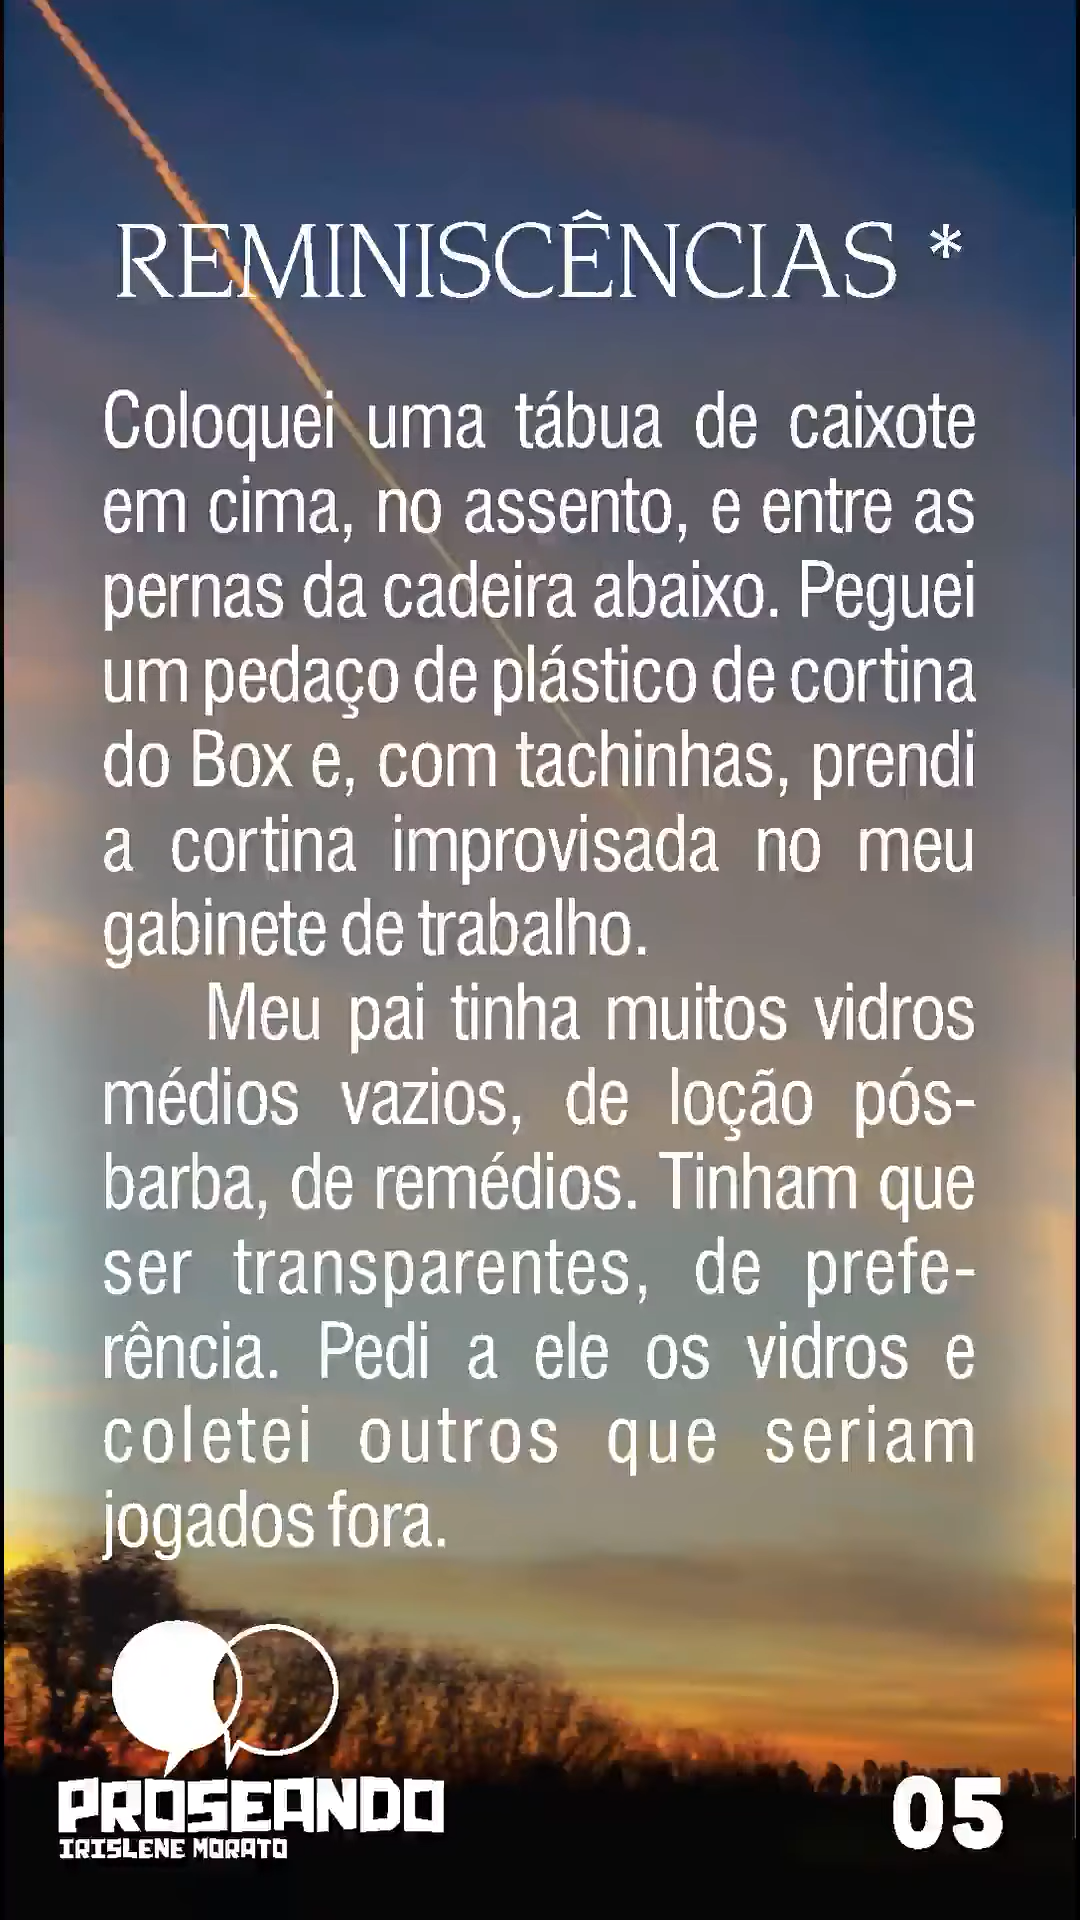 REMINISCÊNCIAS *
Coloquei uma tábua de caixote
em cima, no assento, e entre as
pernas da cadeira abaixo. Peguei
um pedaço de plástico de cortina
do Box e, com tachinhas, prendi
a cortina improvisada no meu
gabinete de trabalho.
Meu pai tinha muitos vidros
médios vazios, de loção pós-
barba, de remédios. Tinham que
ser transparentes, de prefe-
rência. Pedi a ele os vidros e
coletei outros que seriam
jogados fora.
PROSEANDO
IRISLENE MORATO
05